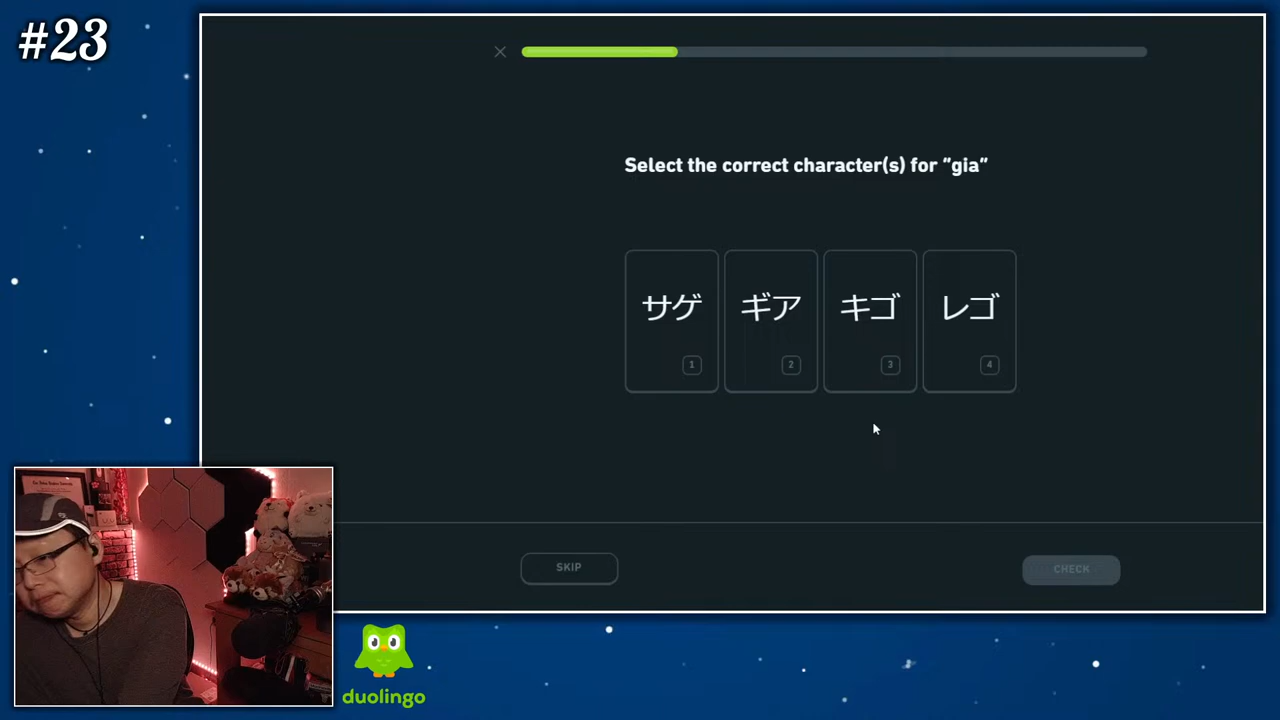 #23
Select the correct character(s) for "gia"
サゲ ギア キゴ レゴ
1 2 3 4
SKIP CHECK
duolingo